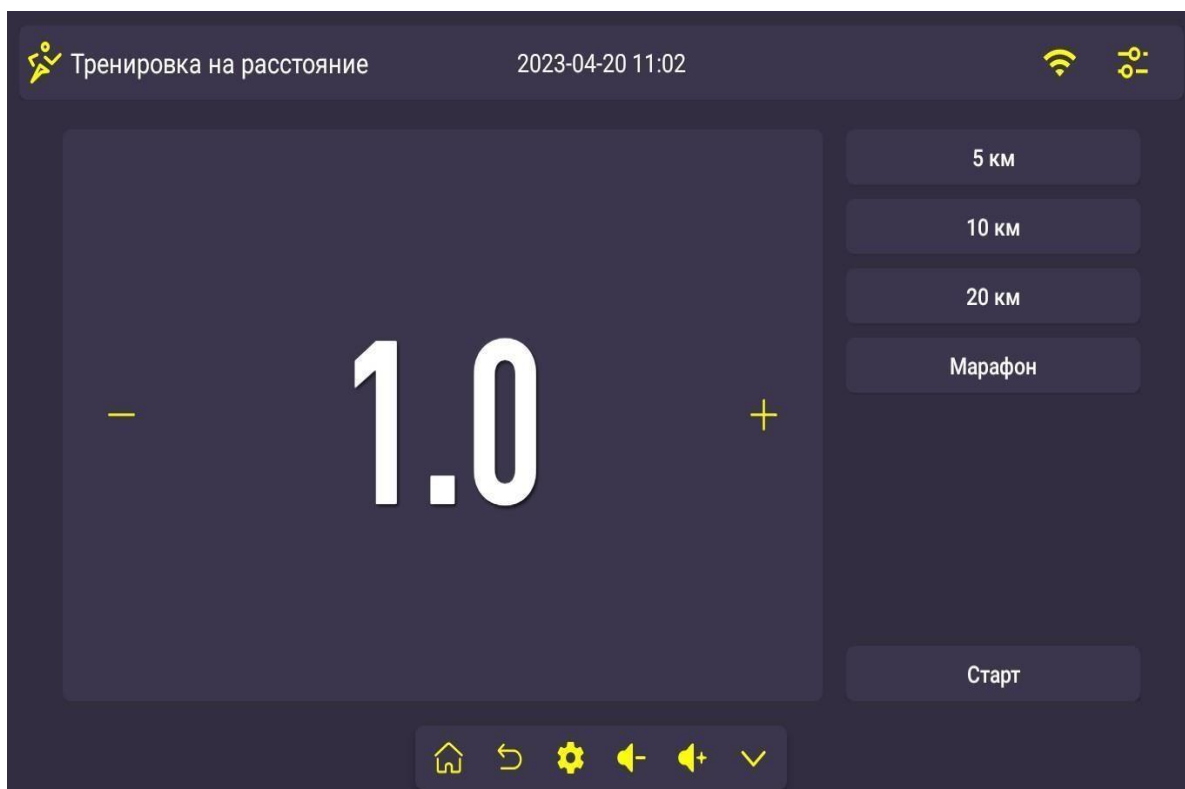 Тренировка на расстояние
2023-04-20 11:02
5 км
10 км
20 км
Марафон
1.0
Старт